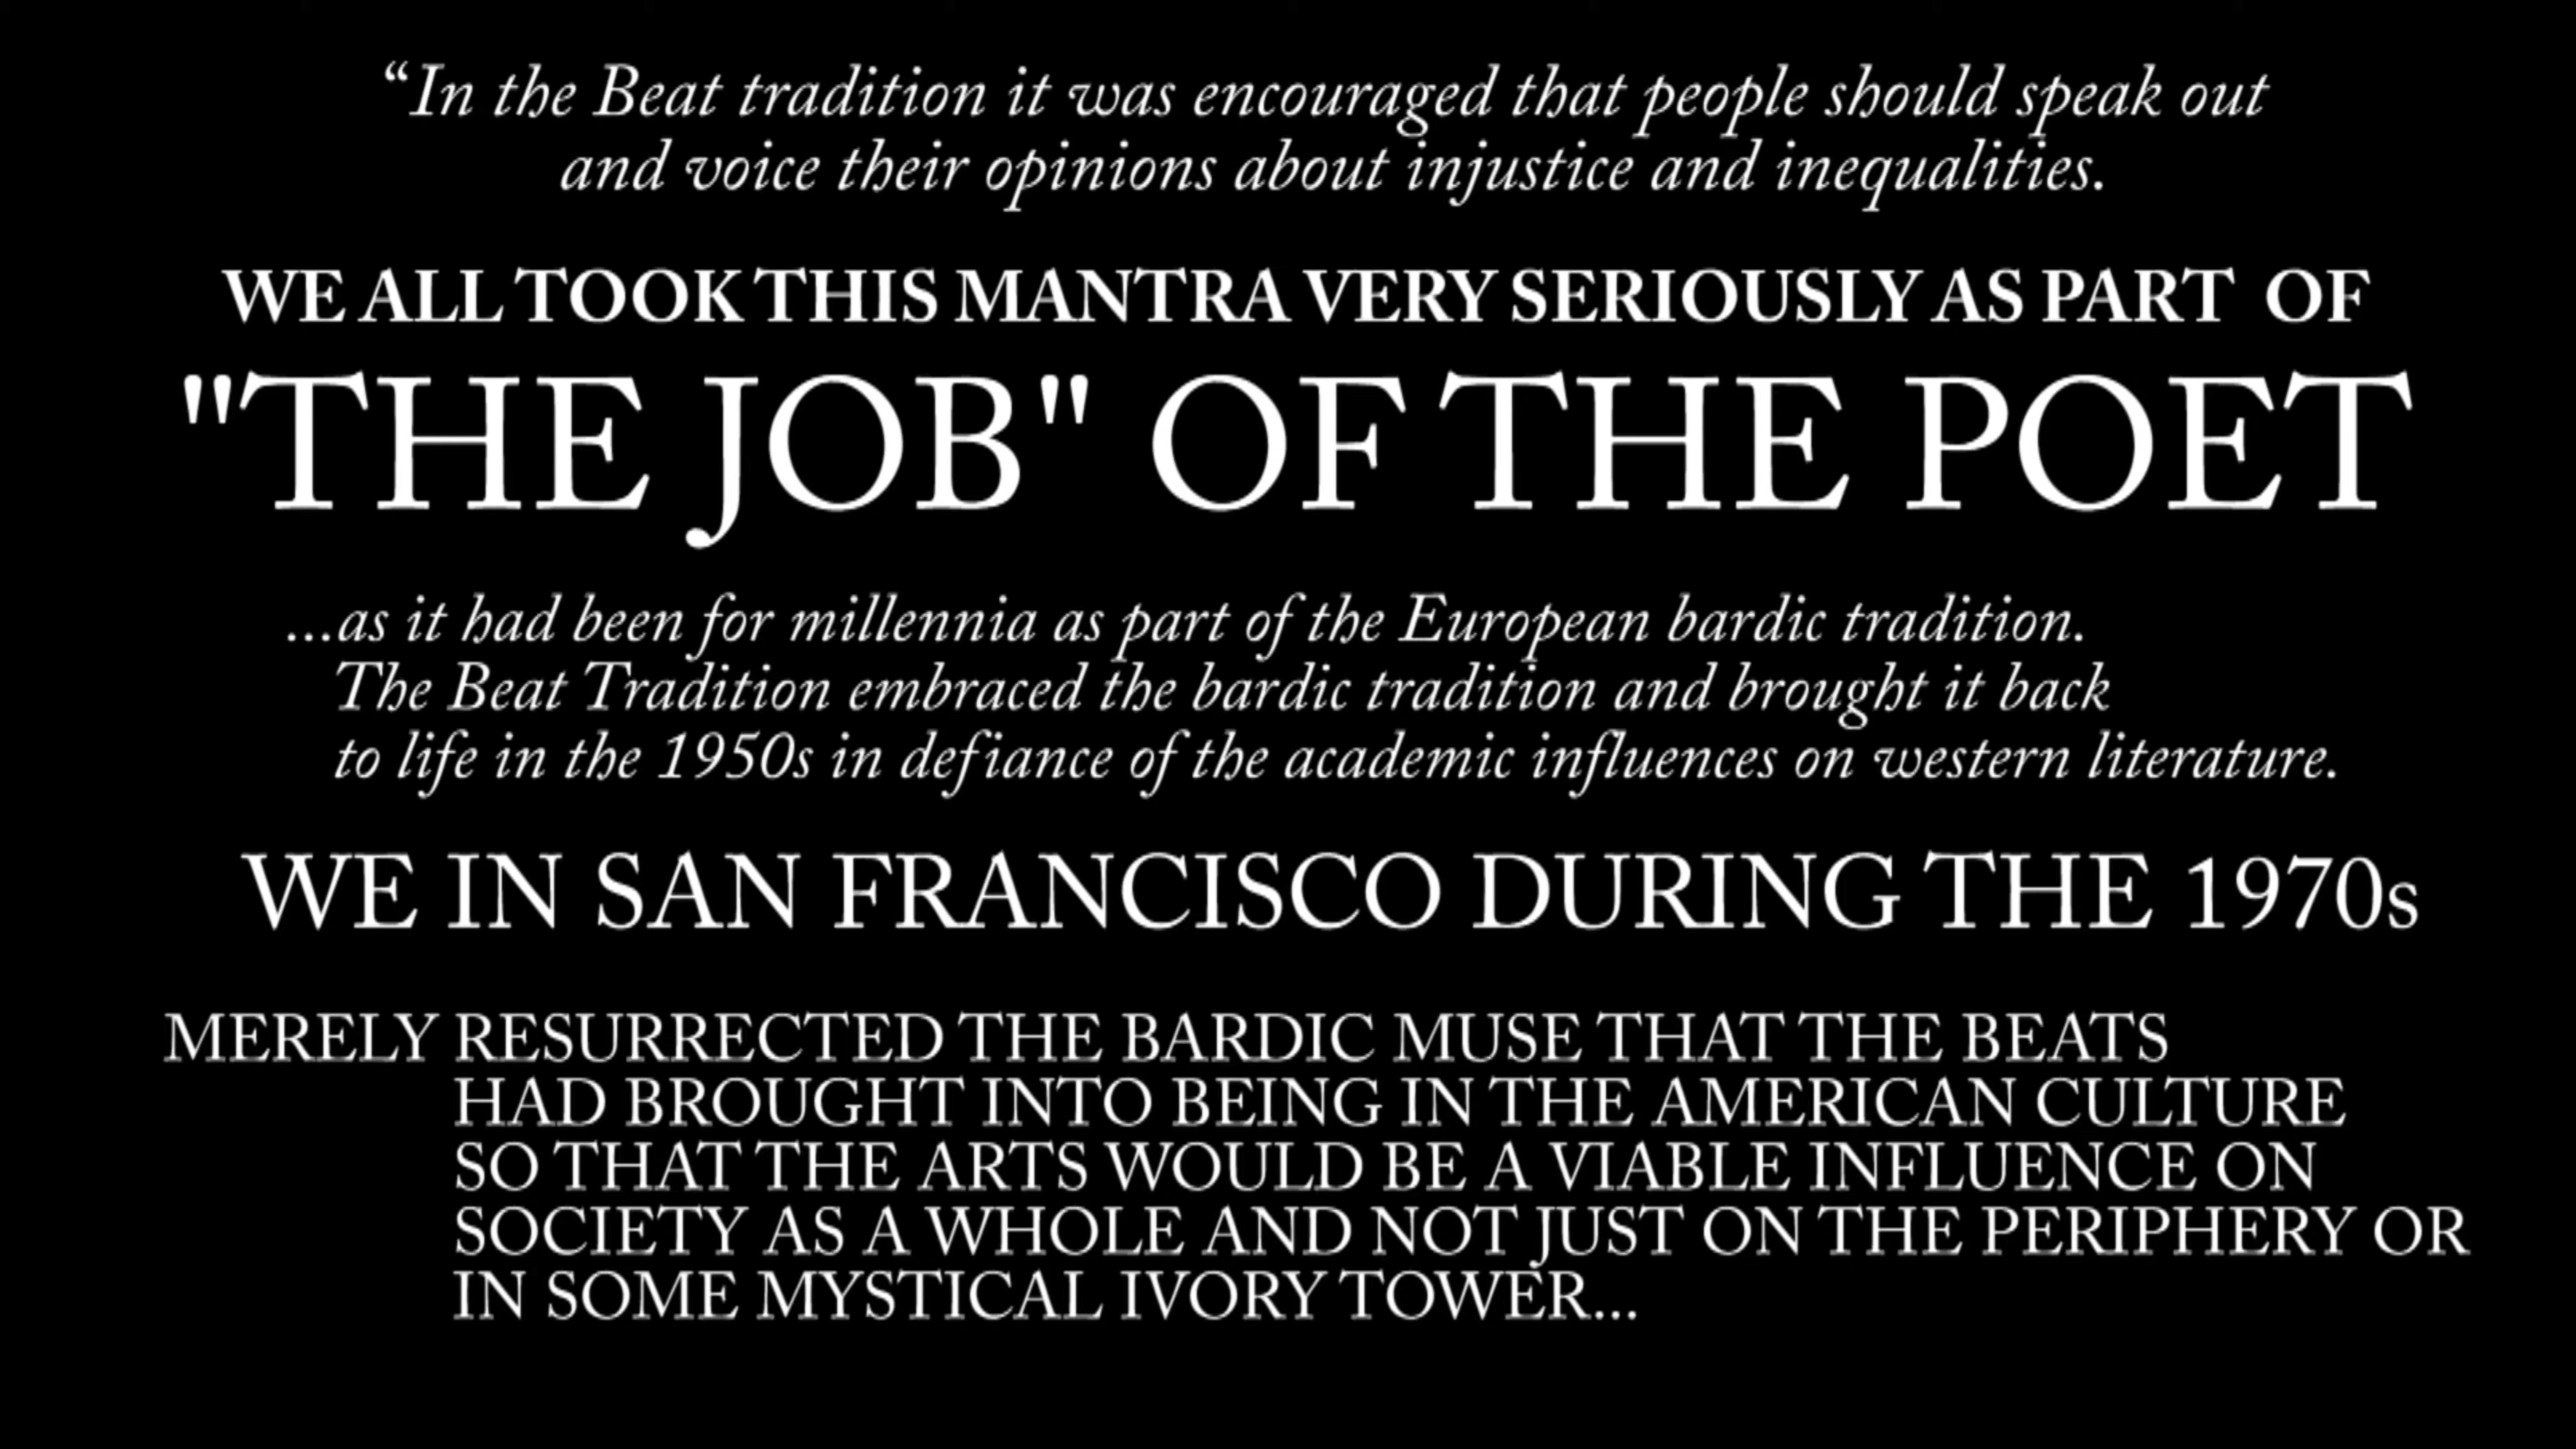 “In the Beat tradition it was encouraged that people should speak out
and voice their opinions about injustice and inequalities.
WE ALL TOOK THIS MANTRA VERY SERIOUSLY AS PART OF
"THE JOB" OF THE POET
...as it had been for millennia as part of the European bardic tradition.
The Beat Tradition embraced the bardic tradition and brought it back
to life in the 1950s in defiance of the academic influences on western literature.
WE IN SAN FRANCISCO DURING THE 1970s
MERELY RESURRECTED THE BARDIC MUSE THAT THE BEATS
HAD BROUGHT INTO BEING IN THE AMERICAN CULTURE
SO THAT THE ARTS WOULD BE A VIABLE INFLUENCE ON
SOCIETY AS A WHOLE AND NOT JUST ON THE PERIPHERY OR
IN SOME MYSTICAL IVORY TOWER...